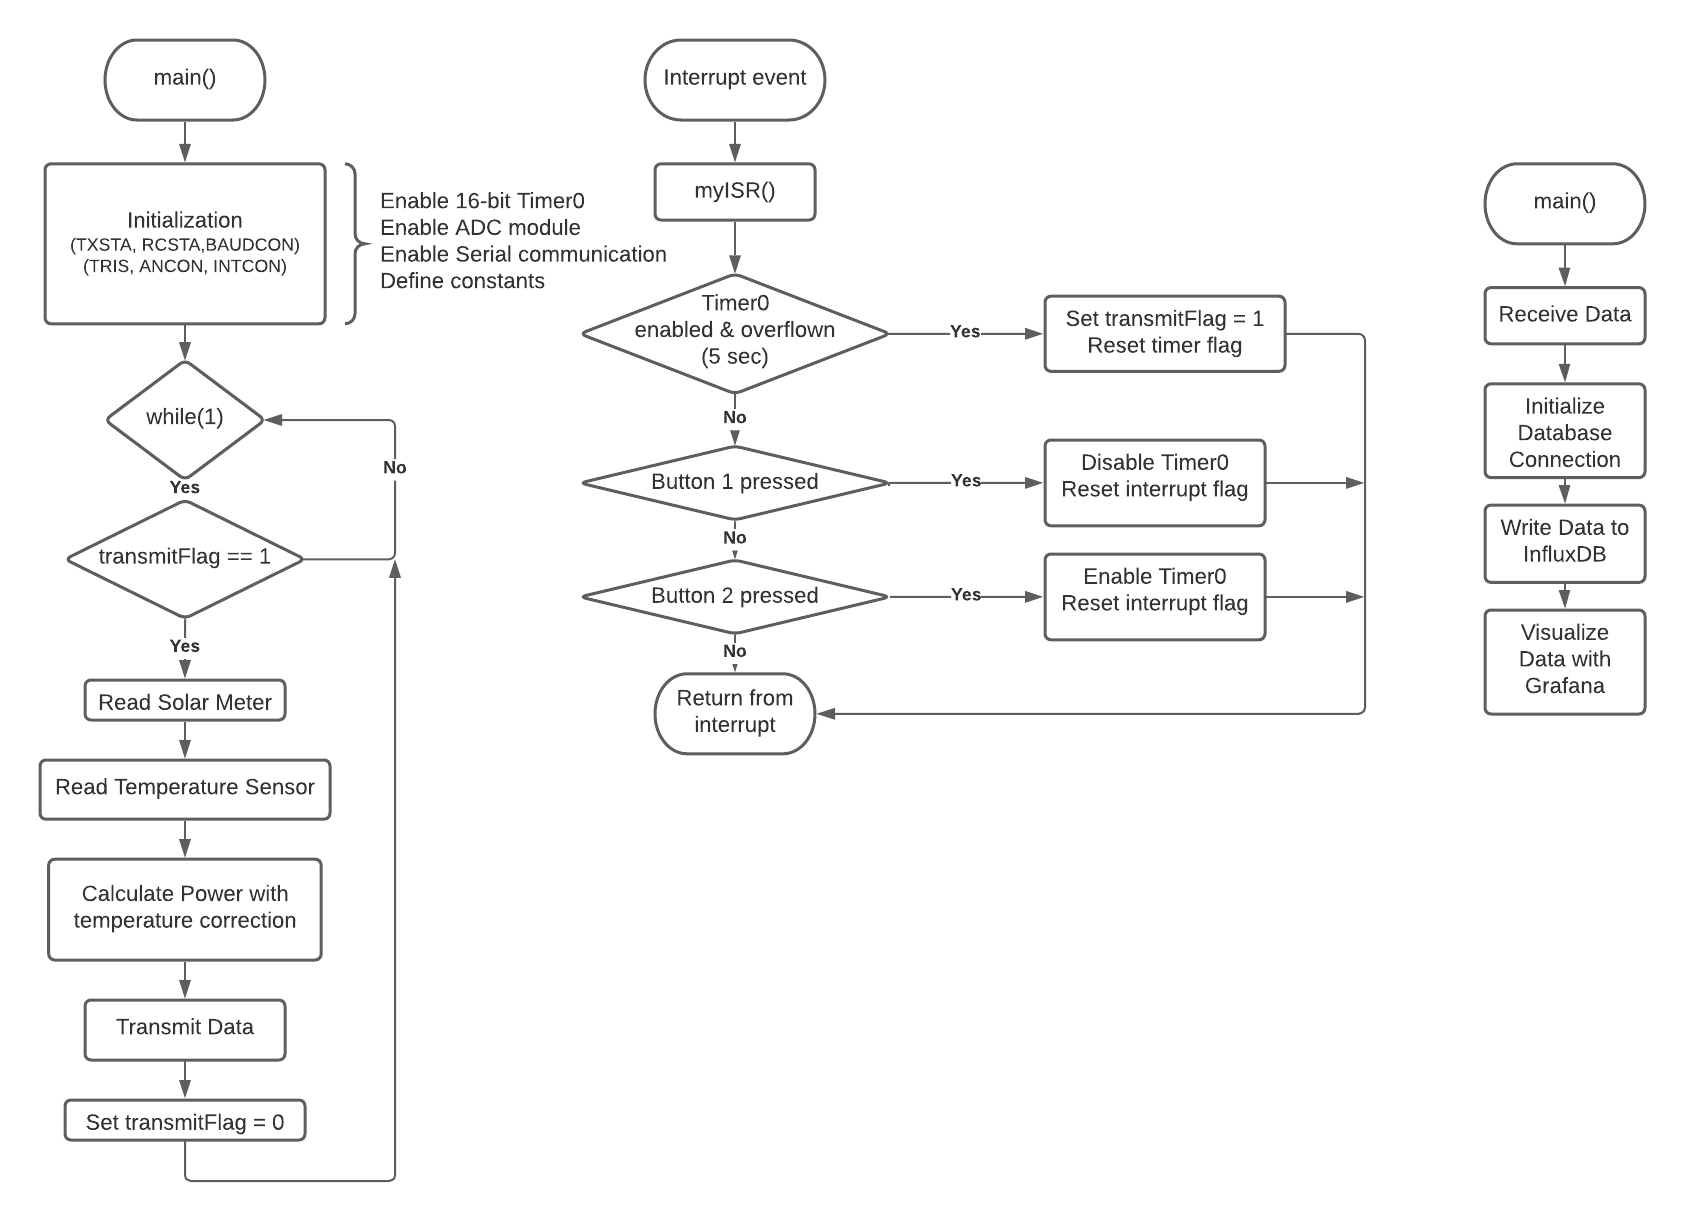 main()
Initialization
(TXSTA, RCSTA,BAUDCON)
(TRIS, ANCON, INTCON)
Enable 16-bit Timer0
Enable ADC module
Enable Serial communication
Define constants
while(1)
Yes
No
transmitFlag == 1
Yes
Read Solar Meter
Read Temperature Sensor
Calculate Power with
temperature correction
Transmit Data
Set transmitFlag = 0
Interrupt event
myISR()
Timer0
enabled & overflown
(5 sec)
Yes
Set transmitFlag = 1
Reset timer flag
No
Button 1 pressed
Yes
Disable Timer0
Reset interrupt flag
No
Button 2 pressed
Yes
Enable Timer0
Reset interrupt flag
No
Return from
interrupt
main()
Receive Data
Initialize
Database
Connection
Write Data to
InfluxDB
Visualize
Data with
Grafana